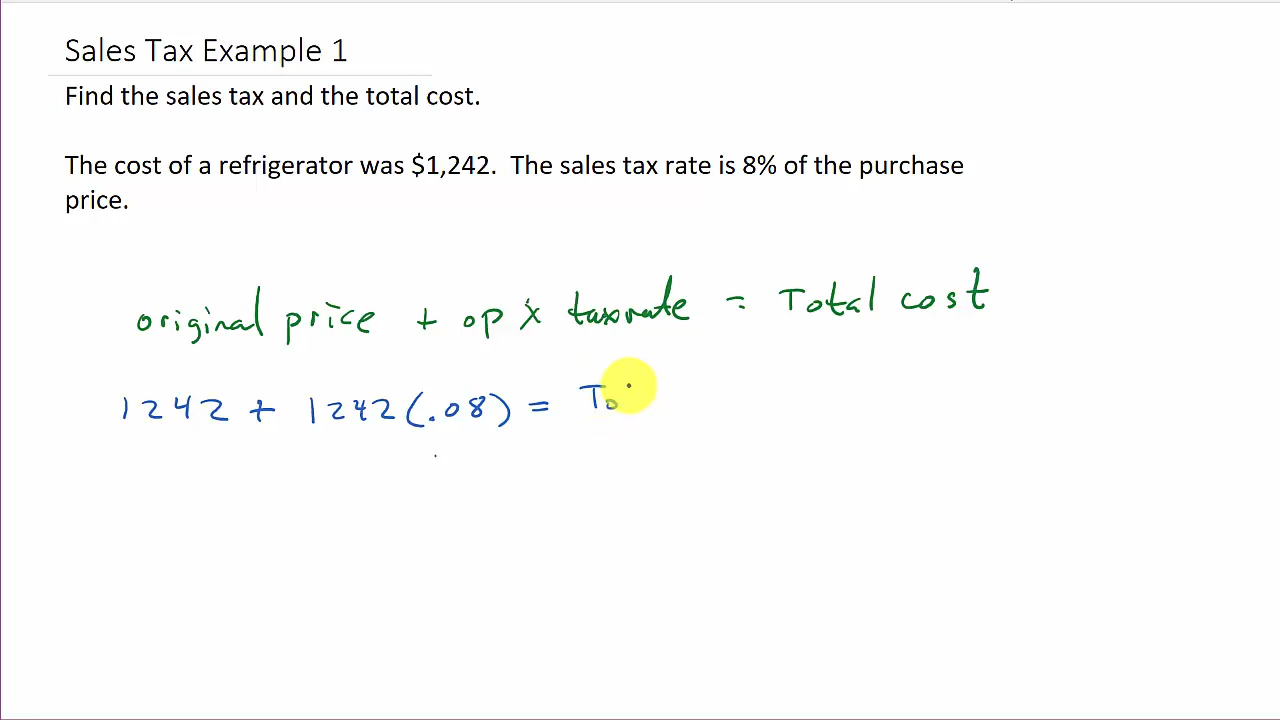 Sales Tax Example 1
Find the sales tax and the total cost.
The cost of a refrigerator was $1,242. The sales tax rate is 8% of the purchase
price.
original price + op x taxrate = Total cost
1242 + 1242(.08) = To